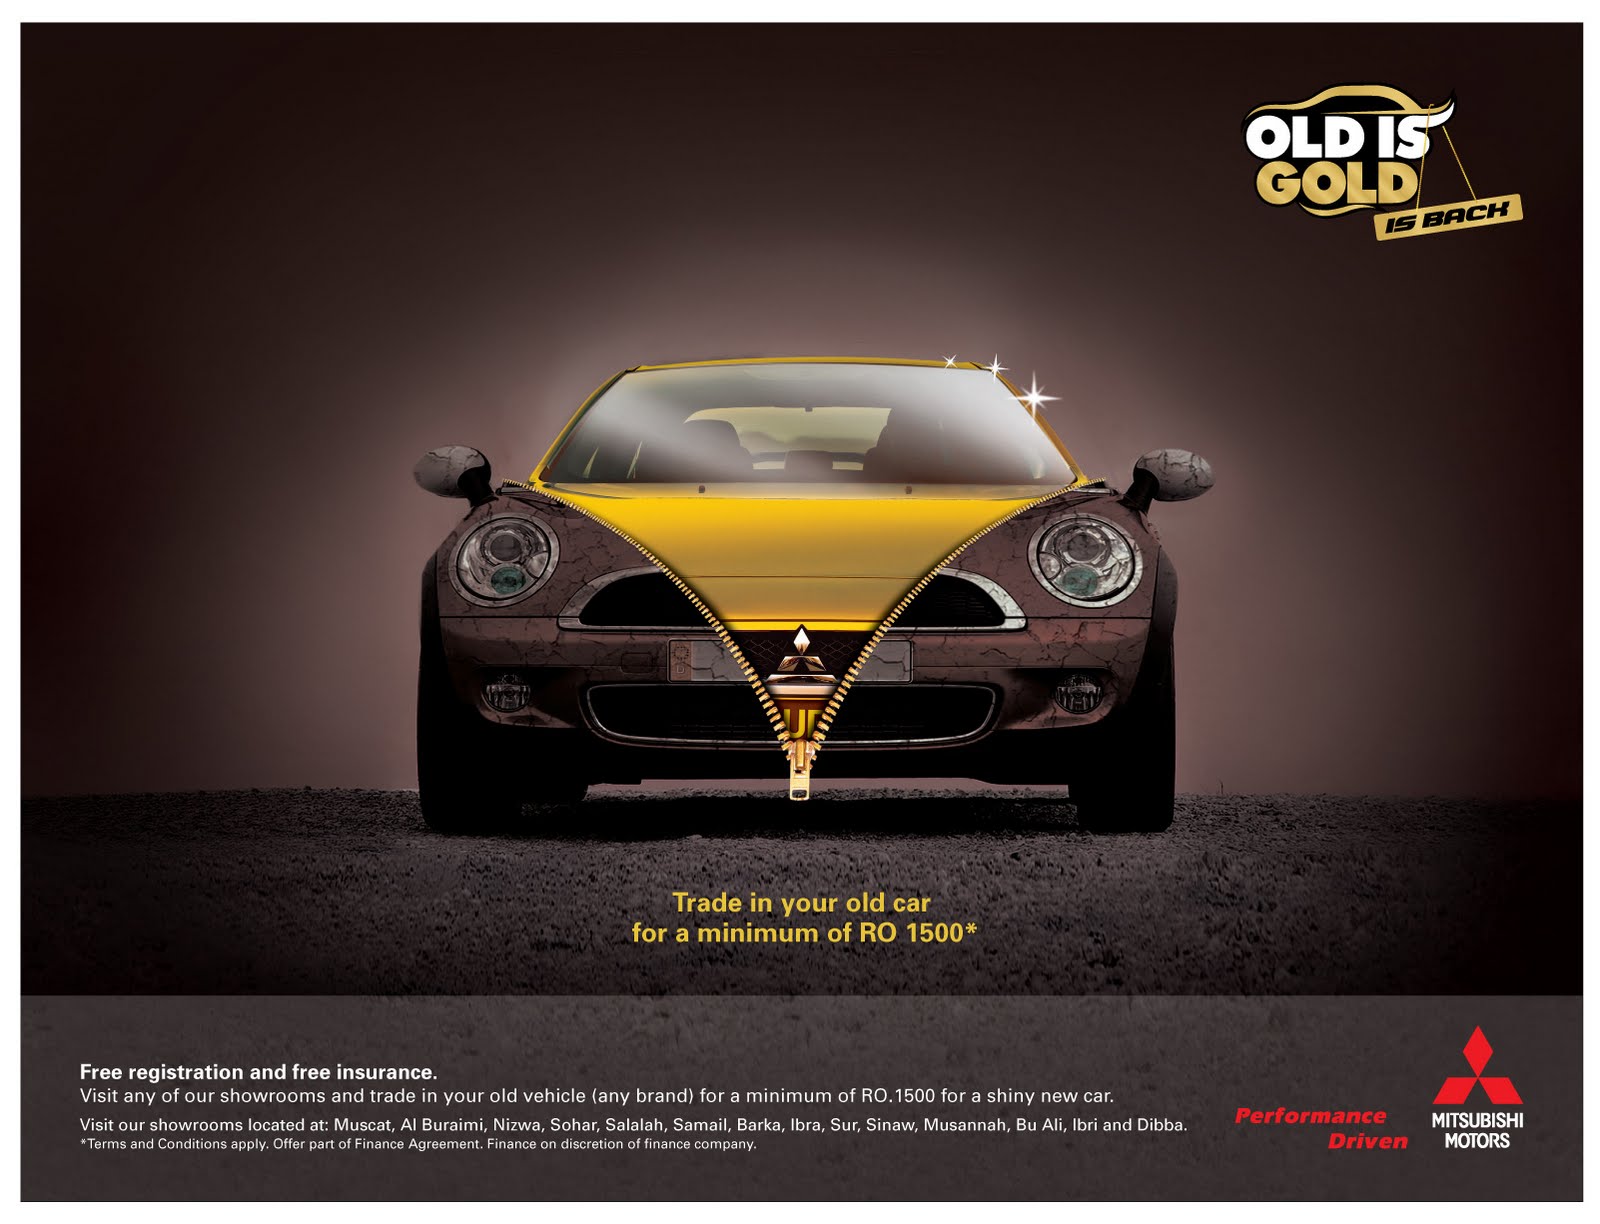 OLD IS
GOLD
IS BACK
Trade in your old car
for a minimum of RO 1500*
Free registration and free insurance.
Visit any of our showrooms and trade in your old vehicle (any brand) for a minimum of RO.1500 for a shiny new car.
Visit our showrooms located at: Muscat, Al Buraimi, Nizwa, Sohar, Salalah, Samail, Barka, Ibra, Sur, Sinaw, Musannah, Bu Ali, Ibri and Dibba.
*Terms and Conditions apply. Offer part of Finance Agreement. Finance on discretion of finance company.
Performance
Driven
MITSUBISHI
MOTORS